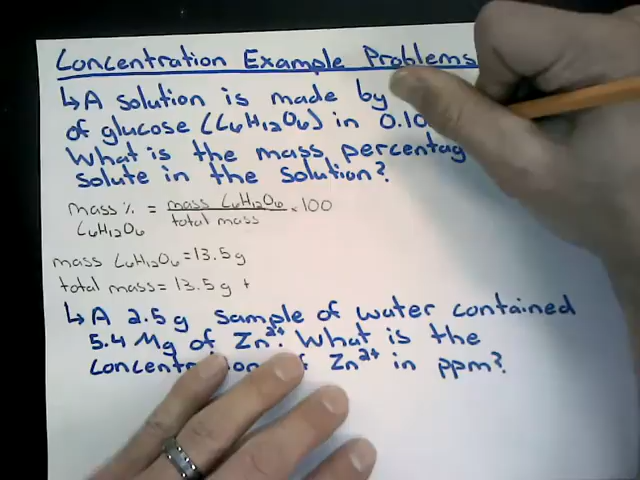 Concentration Example Problems
↳A solution is made by
of glucose (C₆H₁₂O₆) in 0.10
What is the mass percentag
solute in the solution?
mass % = mass C₆H₁₂O₆ × 100
C₆H₁₂O₆ total mass
mass C₆H₁₂O₆ = 13.5 g
total mass = 13.5 g +
↳A 2.5 g sample of water contained
5.4 Mg of Zn²⁺. What is the
of Zn²⁺ in ppm?